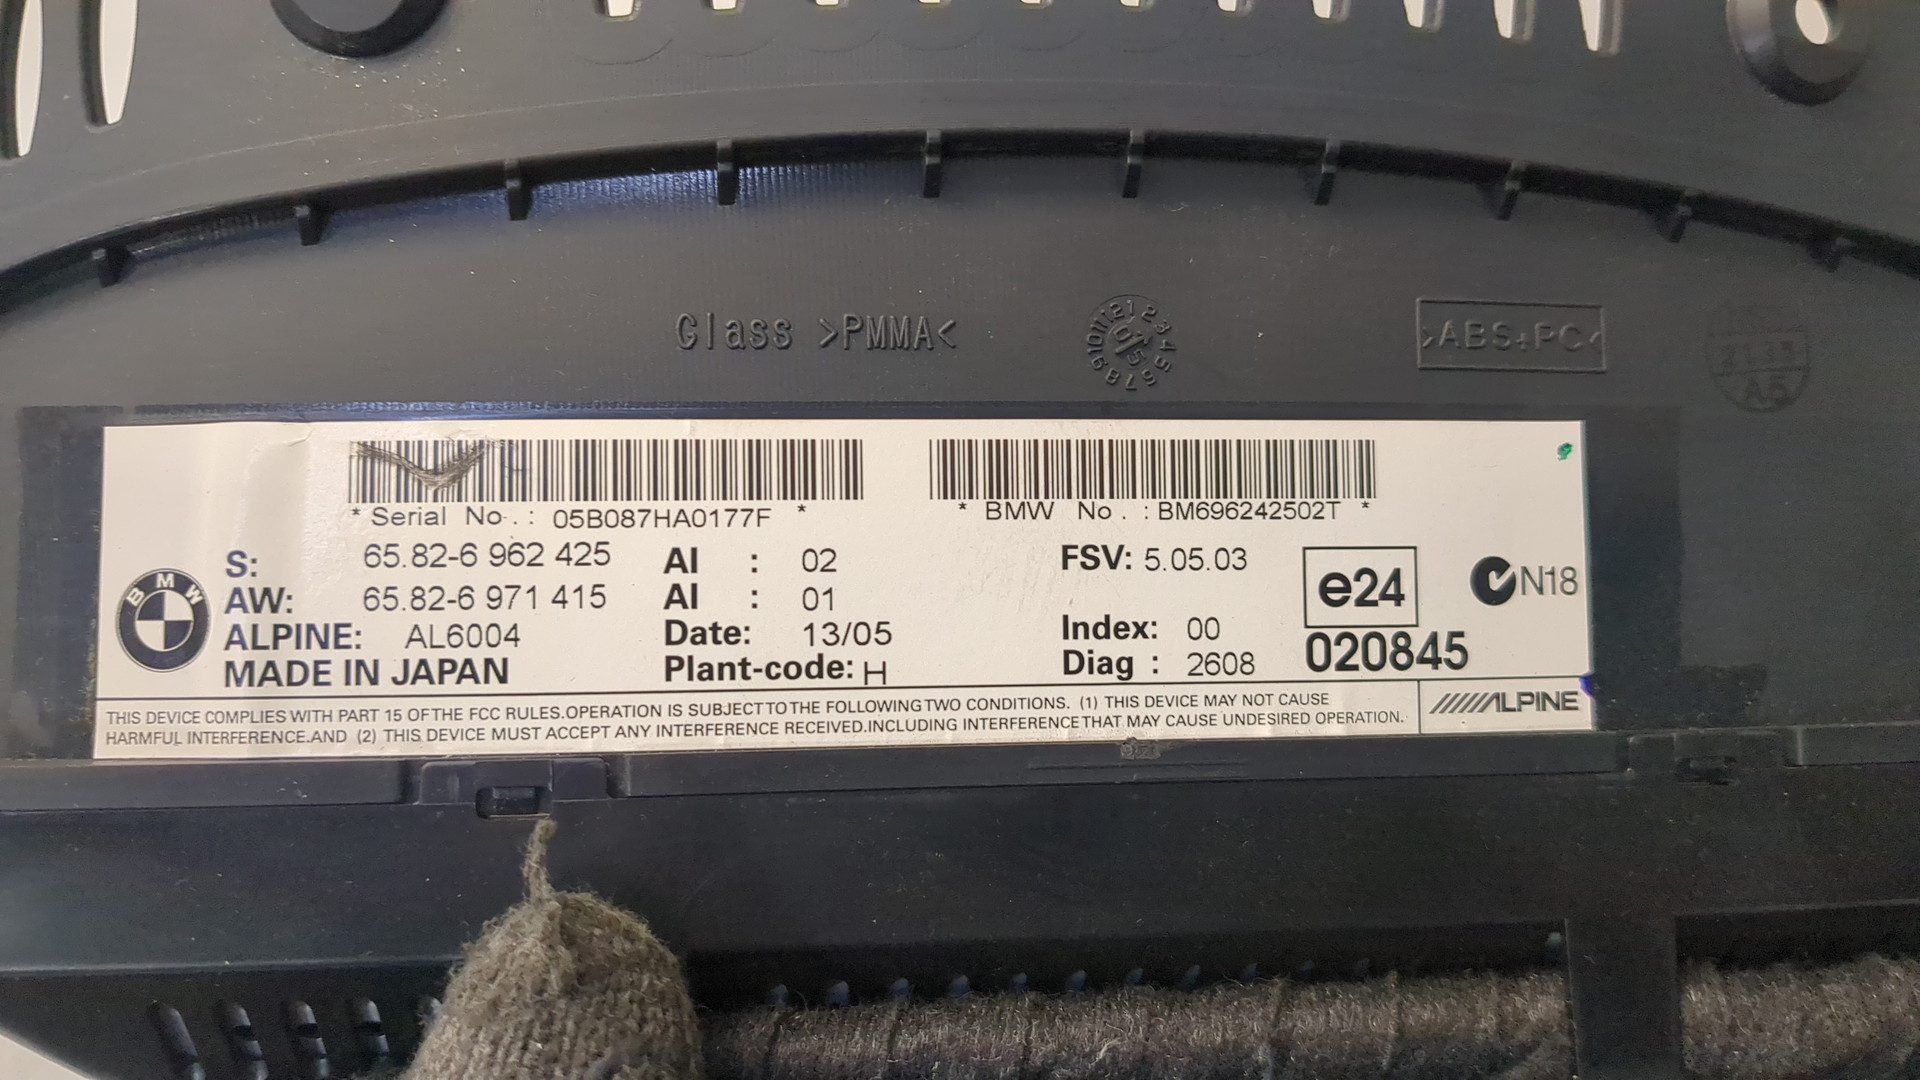 Glass >PMMA<
>ABS+PC<
* Serial No. : 05B087HA0177F *
* BMW No. : BM696242502T *
S: 65.82-6 962 425 AI : 02 FSV: 5.05.03
AW: 65.82-6 971 415 AI : 01
ALPINE: AL6004 Date: 13/05 Index: 00
MADE IN JAPAN Plant-code: H Diag : 2608
BMW
e24
020845
N18
THIS DEVICE COMPLIES WITH PART 15 OF THE FCC RULES.OPERATION IS SUBJECT TO THE FOLLOWING TWO CONDITIONS. (1) THIS DEVICE MAY NOT CAUSE
HARMFUL INTERFERENCE.AND (2) THIS DEVICE MUST ACCEPT ANY INTERFERENCE RECEIVED.INCLUDING INTERFERENCE THAT MAY CAUSE UNDESIRED OPERATION.
ALPINE